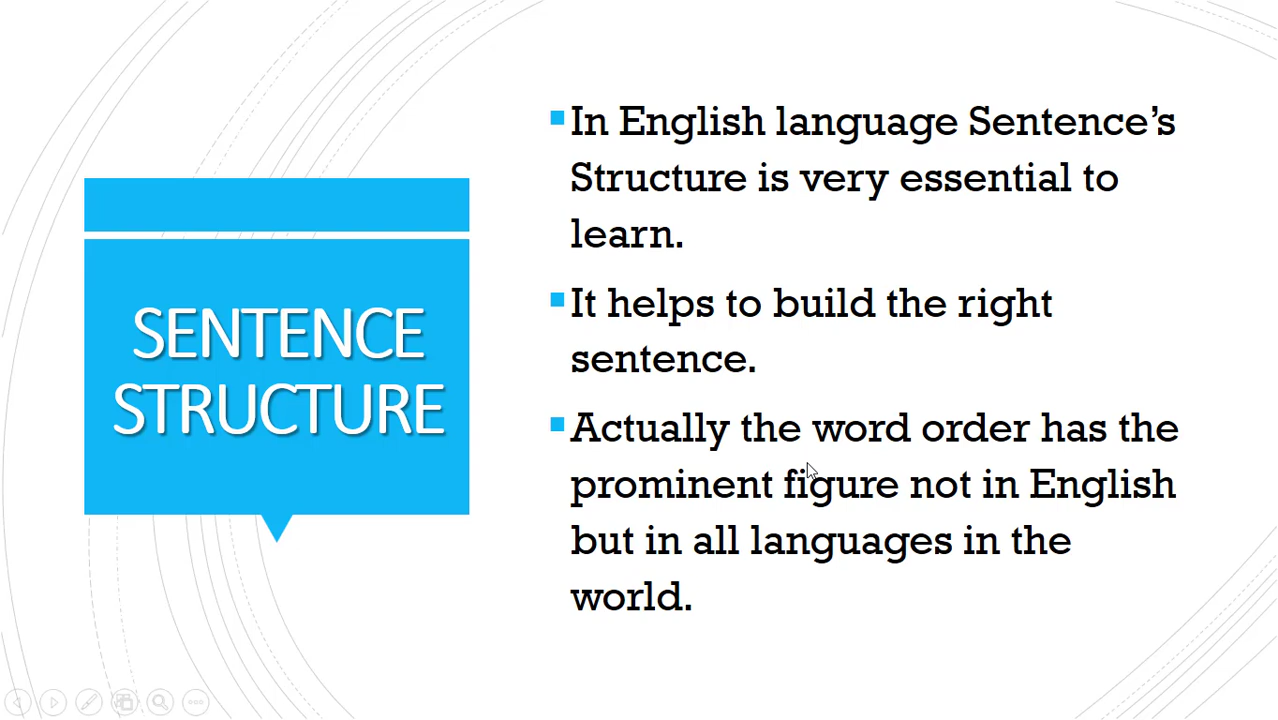 SENTENCE
STRUCTURE
In English language Sentence’s
Structure is very essential to
learn.
It helps to build the right
sentence.
Actually the word order has the
prominent figure not in English
but in all languages in the
world.